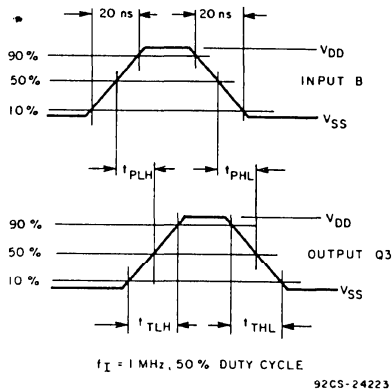 20 ns 20 ns
90 % VDD
50 % INPUT B
10 % VSS
tPLH tPHL
90 % VDD
50 % OUTPUT Q3
10 % VSS
tTLH tTHL
fI = 1 MHz, 50 % DUTY CYCLE
92CS-24223